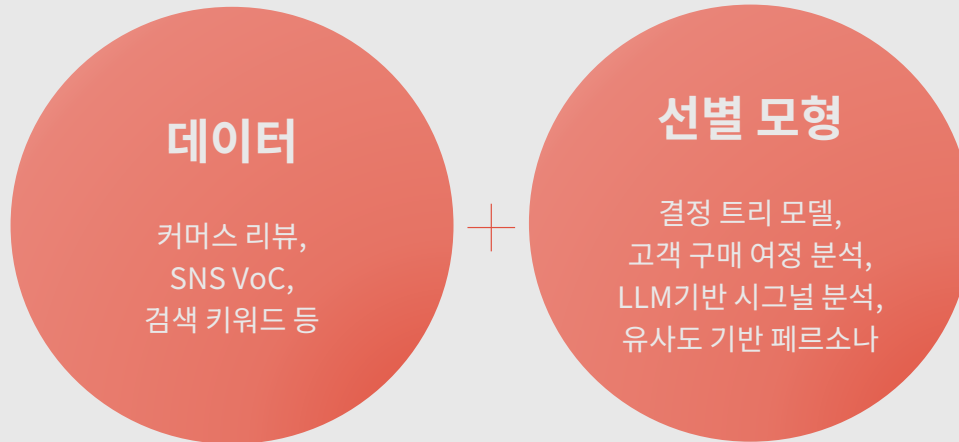 데이터
커머스 리뷰,
SNS VoC,
검색 키워드 등
선별 모형
결정 트리 모델,
고객 구매 여정 분석,
LLM기반 시그널 분석,
유사도 기반 페르소나